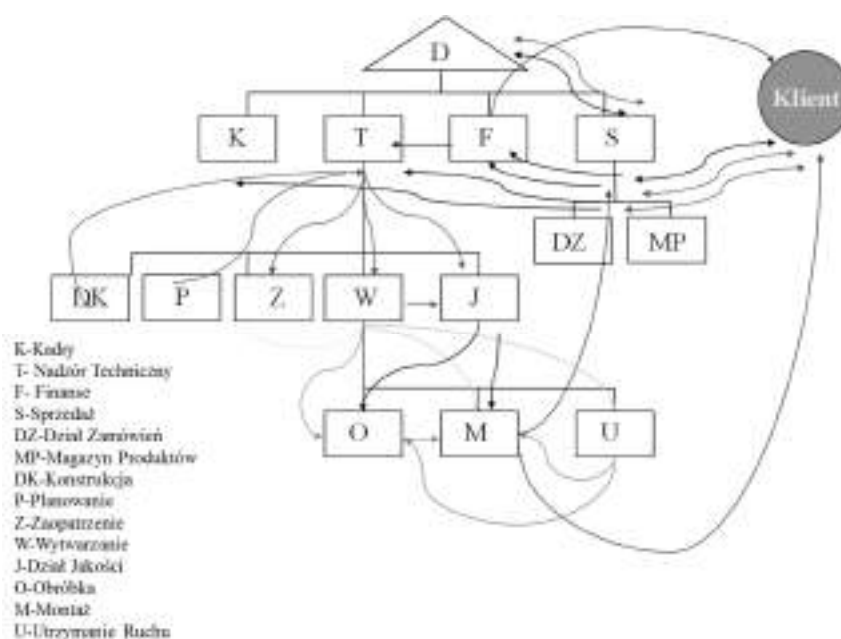 D
Klient
K
T
F
S
DZ
MP
DK
P
Z
W
J
O
M
U
K-Kadry
T- Nadzór Techniczny
F- Finanse
S-Sprzedaż
DZ-Dział Zamówień
MP-Magazyn Produktów
DK-Konstrukcja
P-Planowanie
Z-Zaopatrzenie
W-Wytwarzanie
J-Dział Jakości
O-Obróbka
M-Montaż
U-Utrzymanie Ruchu